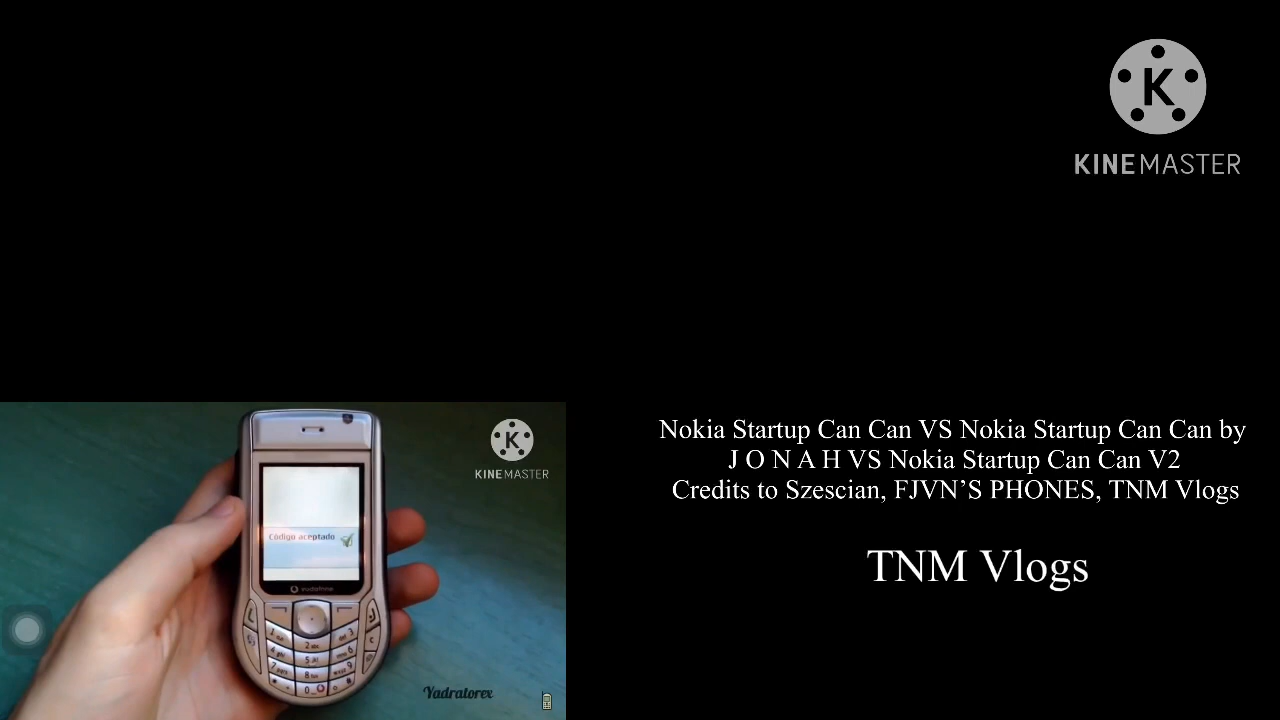 K
KINEMASTER
K
KINEMASTER
Código aceptado
vodafone
Yadratorex
Nokia Startup Can Can VS Nokia Startup Can Can by
J O N A H VS Nokia Startup Can Can V2
Credits to Szescian, FJVN’S PHONES, TNM Vlogs
TNM Vlogs